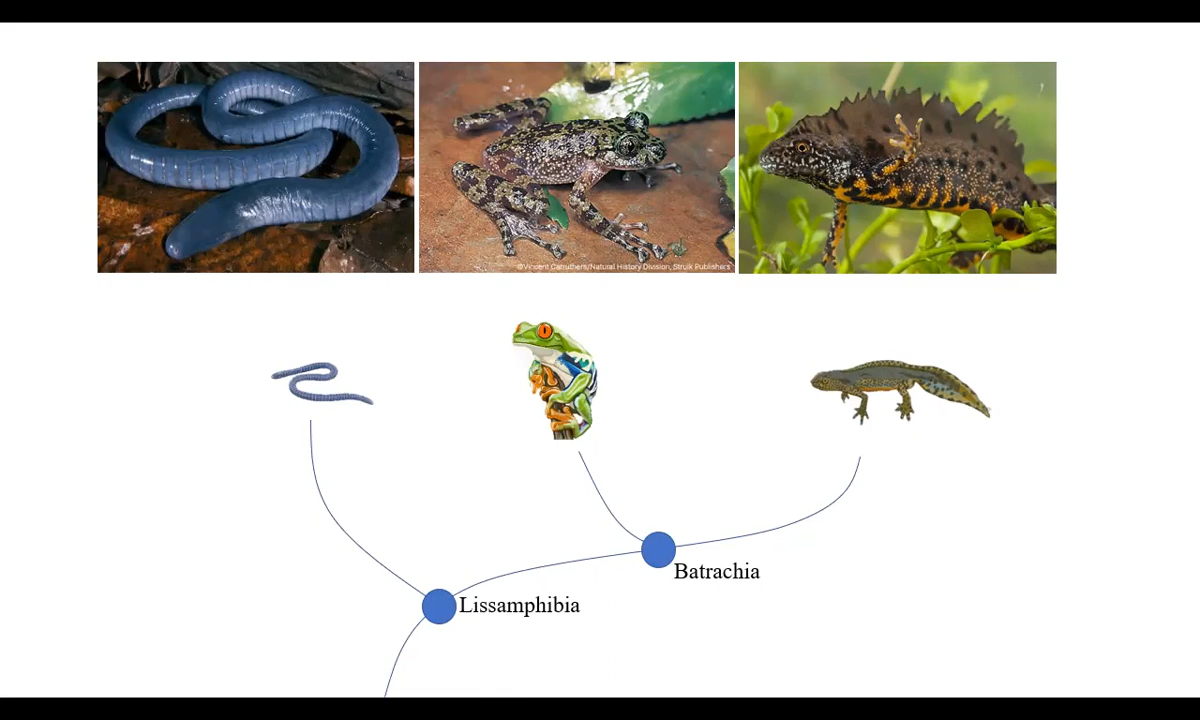 ©Vincent Carruthers/Natural History Division, Struik Publishers
Batrachia
Lissamphibia